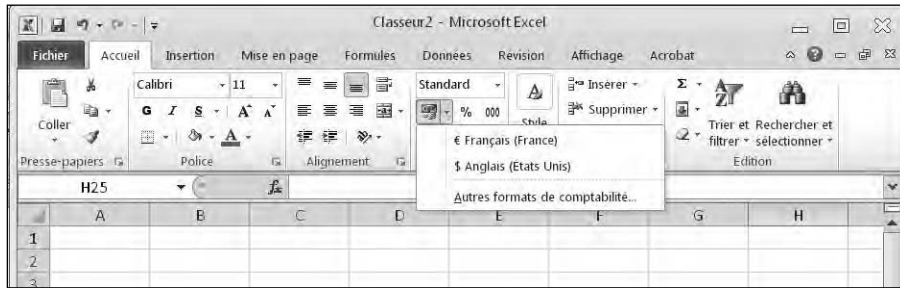 Classeur2 - Microsoft Excel
Fichier Accueil Insertion Mise en page Formules Données Révision Affichage Acrobat
Calibri 11 Standard Insérer
Coller G I S A A % 000 Style Supprimer Trier et filtrer Rechercher et sélectionner
Presse-papiers Police Alignement Edition
€ Français (France)
$ Anglais (Etats Unis)
Autres formats de comptabilité...
H25 fx
A B C D E F G H
1
2
3